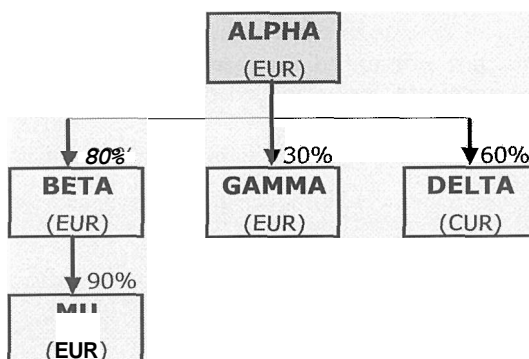 ALPHA
(EUR)
80%
30%
60%
BETA
GAMMA
DELTA
(EUR)
(EUR)
(CUR)
90%
(EUR)